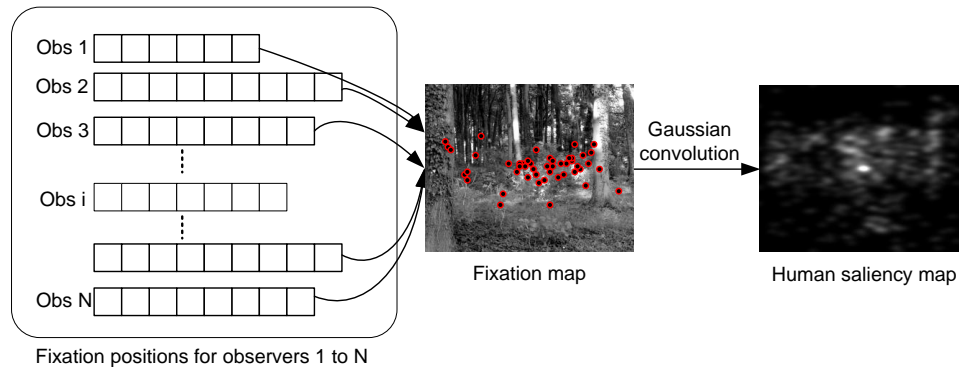 Obs 1
Obs 2
Obs 3
Obs i
Obs N
Fixation positions for observers 1 to N
Fixation map
Gaussian
convolution
Human saliency map